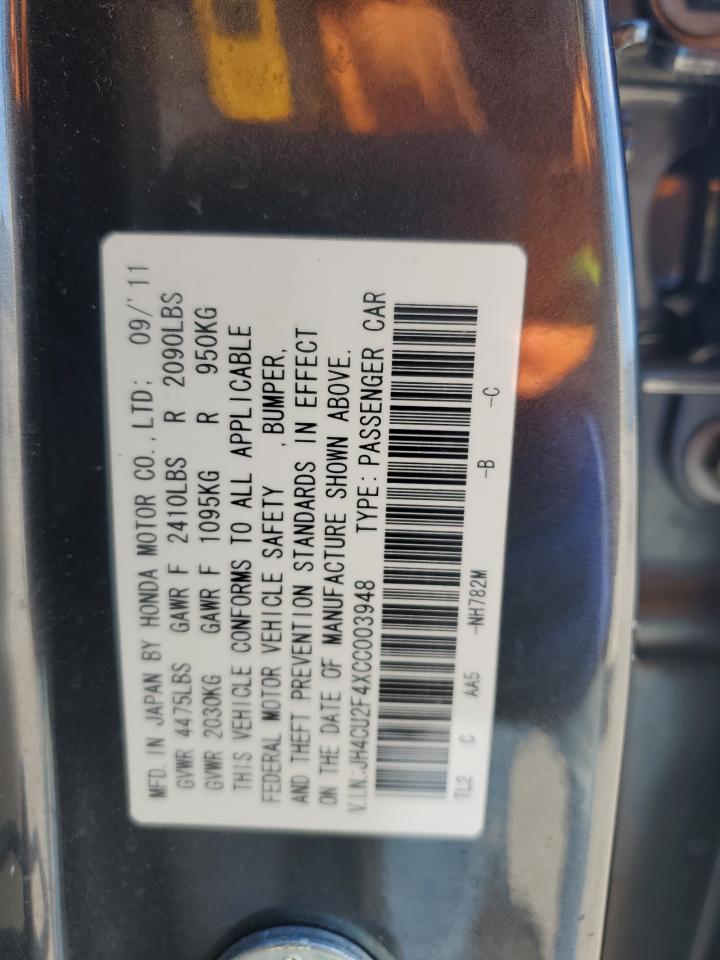 MFD. IN JAPAN BY HONDA MOTOR CO., LTD; 09/'11
GVWR 4475LBS GAWR F 2410LBS R 2090LBS
GVWR 2030KG GAWR F 1095KG R 950KG
THIS VEHICLE CONFORMS TO ALL APPLICABLE
FEDERAL MOTOR VEHICLE SAFETY , BUMPER,
AND THEFT PREVENTION STANDARDS IN EFFECT
ON THE DATE OF MANUFACTURE SHOWN ABOVE.
V.I.N.:JH4CU2F4XCC003948 TYPE: PASSENGER CAR
TL2 C AA5 -NH782M -B -C